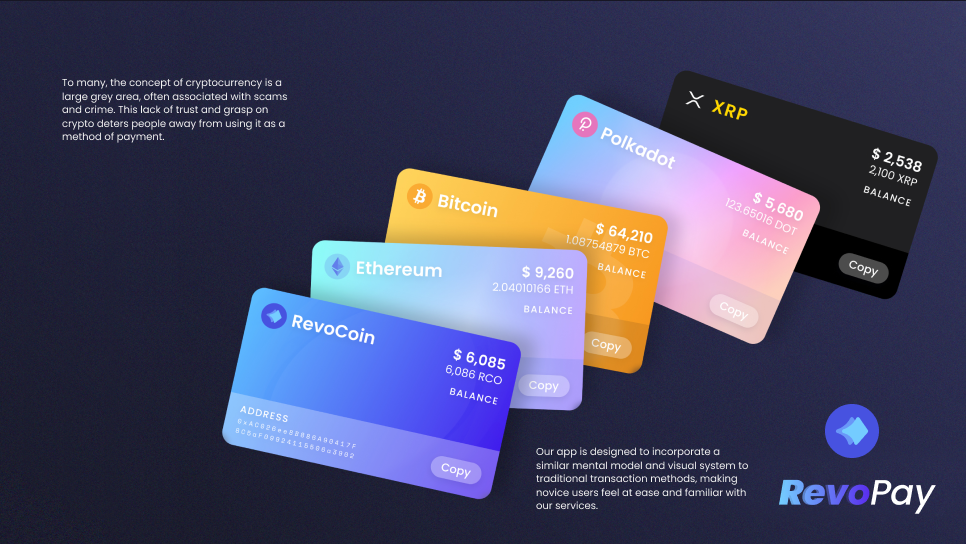 To many, the concept of cryptocurrency is a
large grey area, often associated with scams
and crime. This lack of trust and grasp on
crypto deters people away from using it as a
method of payment.
XRP
$ 2,538
2,100 XRP
BALANCE
Copy
Polkadot
$ 5,680
123.65016 DOT
BALANCE
Copy
Bitcoin
$ 64,210
1.08754879 BTC
BALANCE
Copy
Ethereum
$ 9,260
2.04010166 ETH
BALANCE
Copy
RevoCoin
$ 6,085
6,086 RCO
BALANCE
ADDRESS
Copy
Our app is designed to incorporate a
similar mental model and visual system to
traditional transaction methods, making
novice users feel at ease and familiar with
our services.
RevoPay